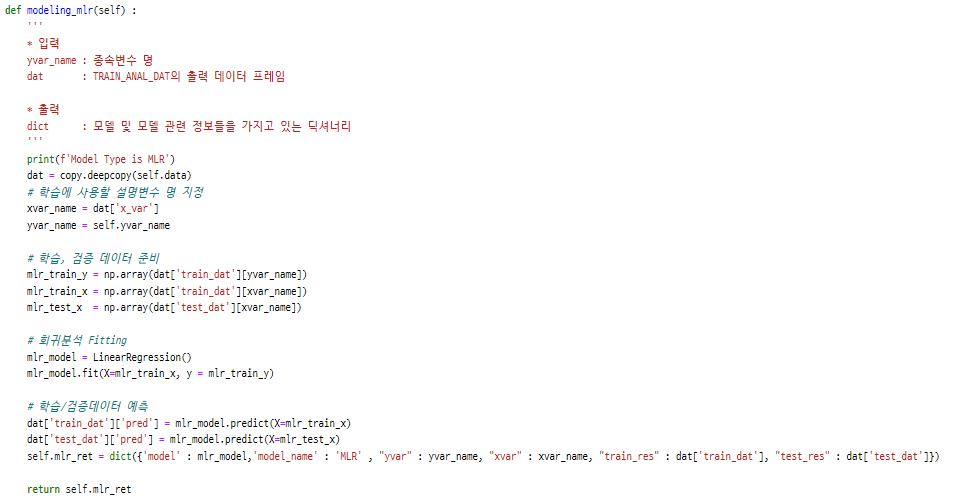 def modeling_mlr(self) :
    '''
    * 입력
    yvar_name : 종속변수 명
    dat       : TRAIN_ANAL_DAT의 출력 데이터 프레임

    * 출력
    dict      : 모델 및 모델 관련 정보들을 가지고 있는 딕셔너리
    '''
    print(f'Model Type is MLR')
    dat = copy.deepcopy(self.data)
    # 학습에 사용할 설명변수 명 지정
    xvar_name = dat['x_var']
    yvar_name = self.yvar_name

    # 학습, 검증 데이터 준비
    mlr_train_y = np.array(dat['train_dat'][yvar_name])
    mlr_train_x = np.array(dat['train_dat'][xvar_name])
    mlr_test_x  = np.array(dat['test_dat'][xvar_name])

    # 회귀분석 Fitting
    mlr_model = LinearRegression()
    mlr_model.fit(X=mlr_train_x, y = mlr_train_y)

    # 학습/검증데이터 예측
    dat['train_dat']['pred'] = mlr_model.predict(X=mlr_train_x)
    dat['test_dat']['pred'] = mlr_model.predict(X=mlr_test_x)
    self.mlr_ret = dict({'model' : mlr_model,'model_name' : 'MLR' , "yvar" : yvar_name, "xvar" : xvar_name, "train_res" : dat['train_dat'], "test_res" : dat['test_dat']})

    return self.mlr_ret